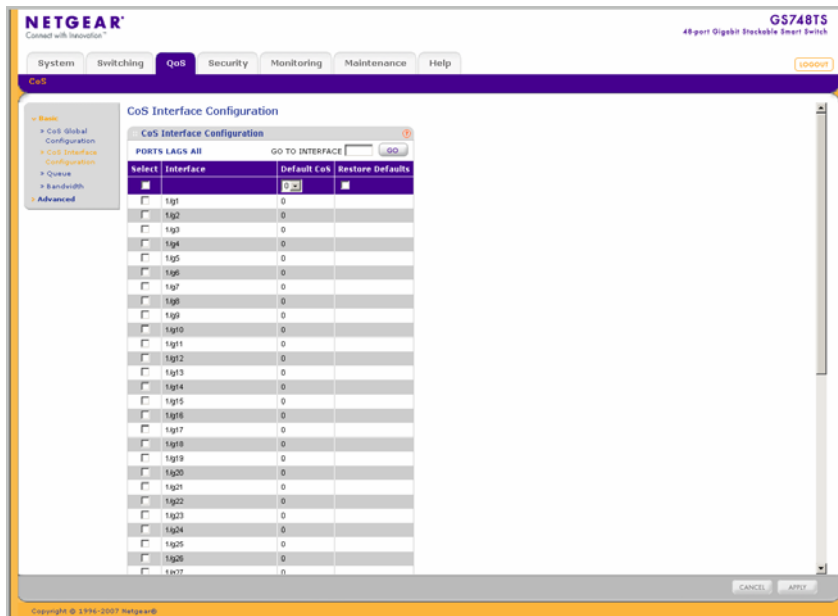 NETGEAR®
Connect with Innovation™
GS748TS
48-port Gigabit Stackable Smart Switch
System Switching QoS Security Monitoring Maintenance Help
LOGOUT
CoS
Basic
CoS Global
Configuration
CoS Interface
Configuration
Queue
Bandwidth
Advanced
CoS Interface Configuration
CoS Interface Configuration
PORTS LAGS All GO TO INTERFACE GO
Select Interface Default CoS Restore Defaults
0
1/g1 0
1/g2 0
1/g3 0
1/g4 0
1/g5 0
1/g6 0
1/g7 0
1/g8 0
1/g9 0
1/g10 0
1/g11 0
1/g12 0
1/g13 0
1/g14 0
1/g15 0
1/g16 0
1/g17 0
1/g18 0
1/g19 0
1/g20 0
1/g21 0
1/g22 0
1/g23 0
1/g24 0
1/g25 0
1/g26 0
1/g27 0
CANCEL APPLY
Copyright © 1996-2007 Netgear®